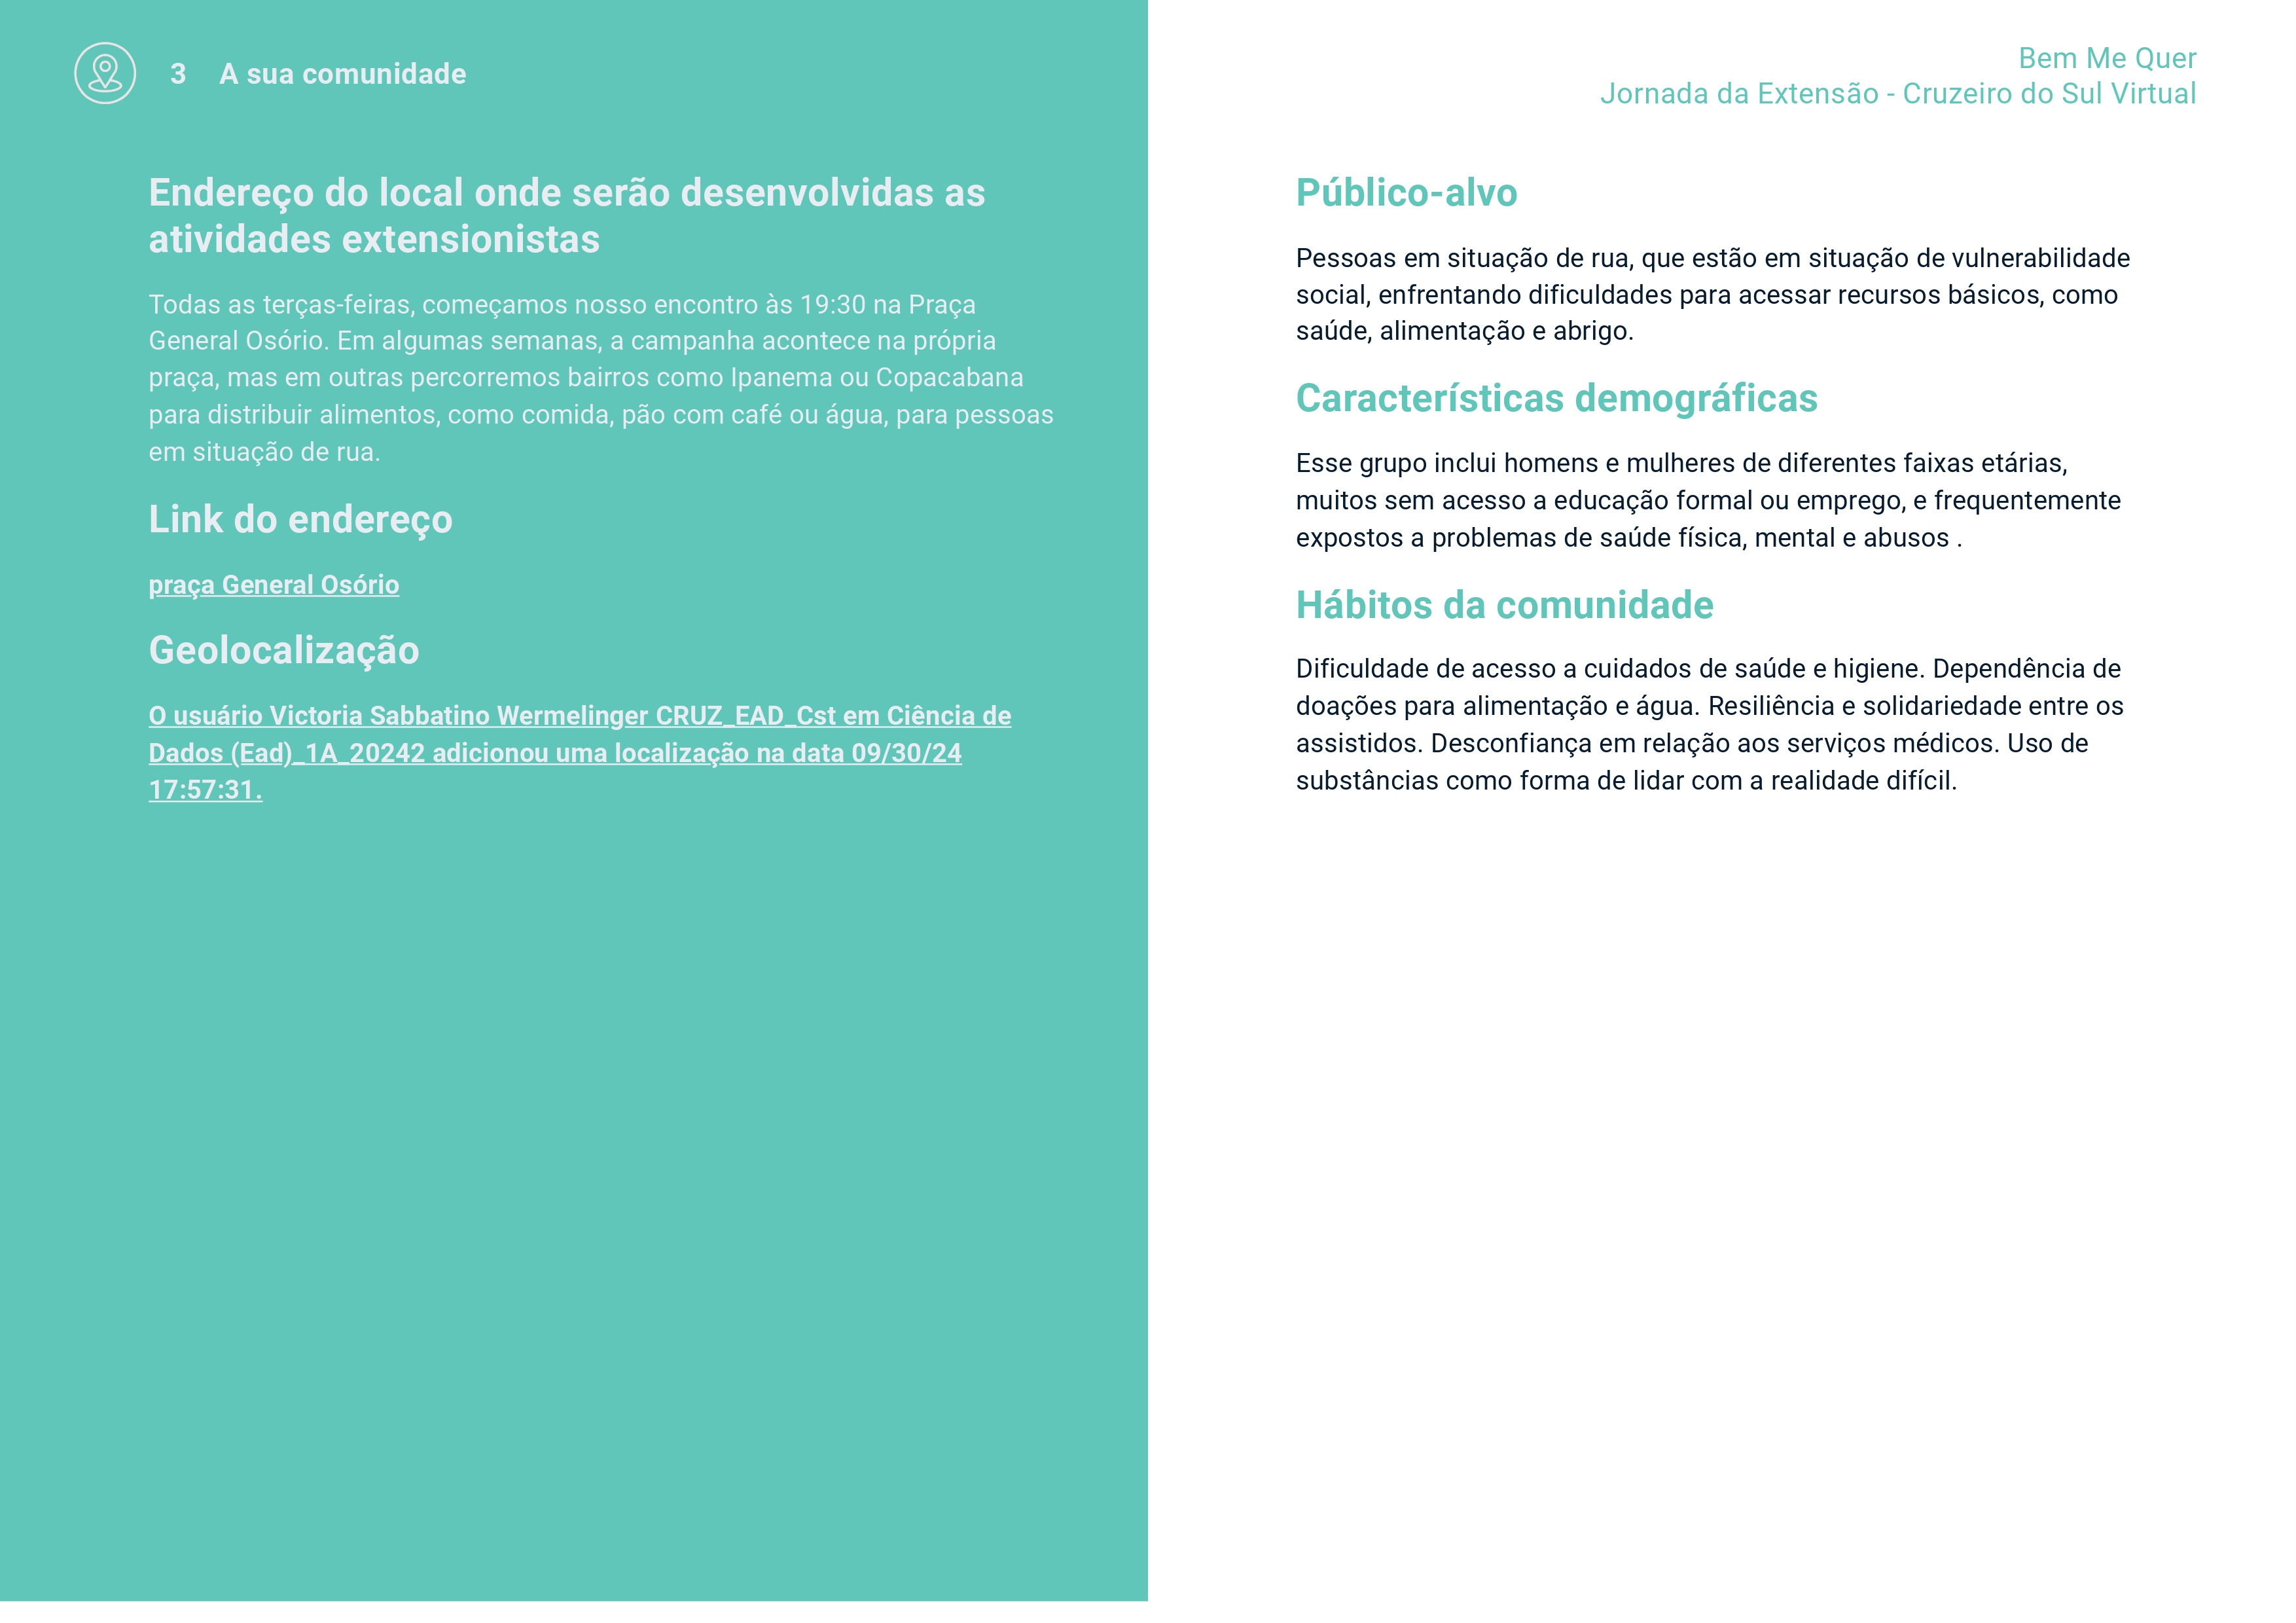 3 A sua comunidade
Bem Me Quer
Jornada da Extensão - Cruzeiro do Sul Virtual
Endereço do local onde serão desenvolvidas as
atividades extensionistas
Todas as terças-feiras, começamos nosso encontro às 19:30 na Praça
General Osório. Em algumas semanas, a campanha acontece na própria
praça, mas em outras percorremos bairros como Ipanema ou Copacabana
para distribuir alimentos, como comida, pão com café ou água, para pessoas
em situação de rua.
Link do endereço
praça General Osório
Geolocalização
O usuário Victoria Sabbatino Wermelinger CRUZ_EAD_Cst em Ciência de
Dados (Ead)_1A_20242 adicionou uma localização na data 09/30/24
17:57:31.
Público-alvo
Pessoas em situação de rua, que estão em situação de vulnerabilidade
social, enfrentando dificuldades para acessar recursos básicos, como
saúde, alimentação e abrigo.
Características demográficas
Esse grupo inclui homens e mulheres de diferentes faixas etárias,
muitos sem acesso a educação formal ou emprego, e frequentemente
expostos a problemas de saúde física, mental e abusos .
Hábitos da comunidade
Dificuldade de acesso a cuidados de saúde e higiene. Dependência de
doações para alimentação e água. Resiliência e solidariedade entre os
assistidos. Desconfiança em relação aos serviços médicos. Uso de
substâncias como forma de lidar com a realidade difícil.